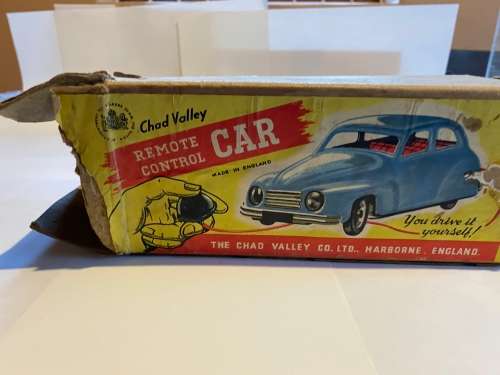 Chad Valley
REMOTE
CONTROL CAR
MADE IN ENGLAND
You drive it
yourself!
THE CHAD VALLEY CO. LTD., HARBORNE, ENGLAND.